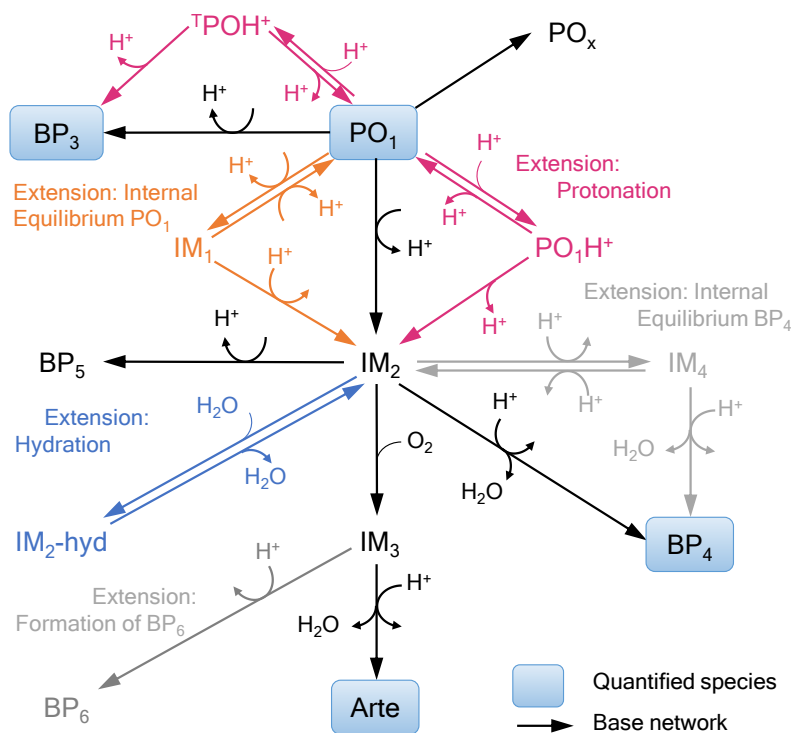 ᵀPOH⁺
POₓ
H⁺
H⁺
H⁺
H⁺
BP₃
PO₁
Extension: Internal
Equilibrium PO₁
H⁺
H⁺
H⁺
Extension:
Protonation
H⁺
H⁺
IM₁
H⁺
PO₁H⁺
H⁺
Extension: Internal
Equilibrium BP₄
H⁺
H⁺
BP₅
IM₂
IM₄
H⁺
Extension:
Hydration
H₂O
H₂O
H⁺
H₂O
H⁺
H₂O
O₂
IM₂-hyd
IM₃
BP₄
H⁺
Extension:
Formation of BP₆
H⁺
H₂O
BP₆
Arte
Quantified species
Base network